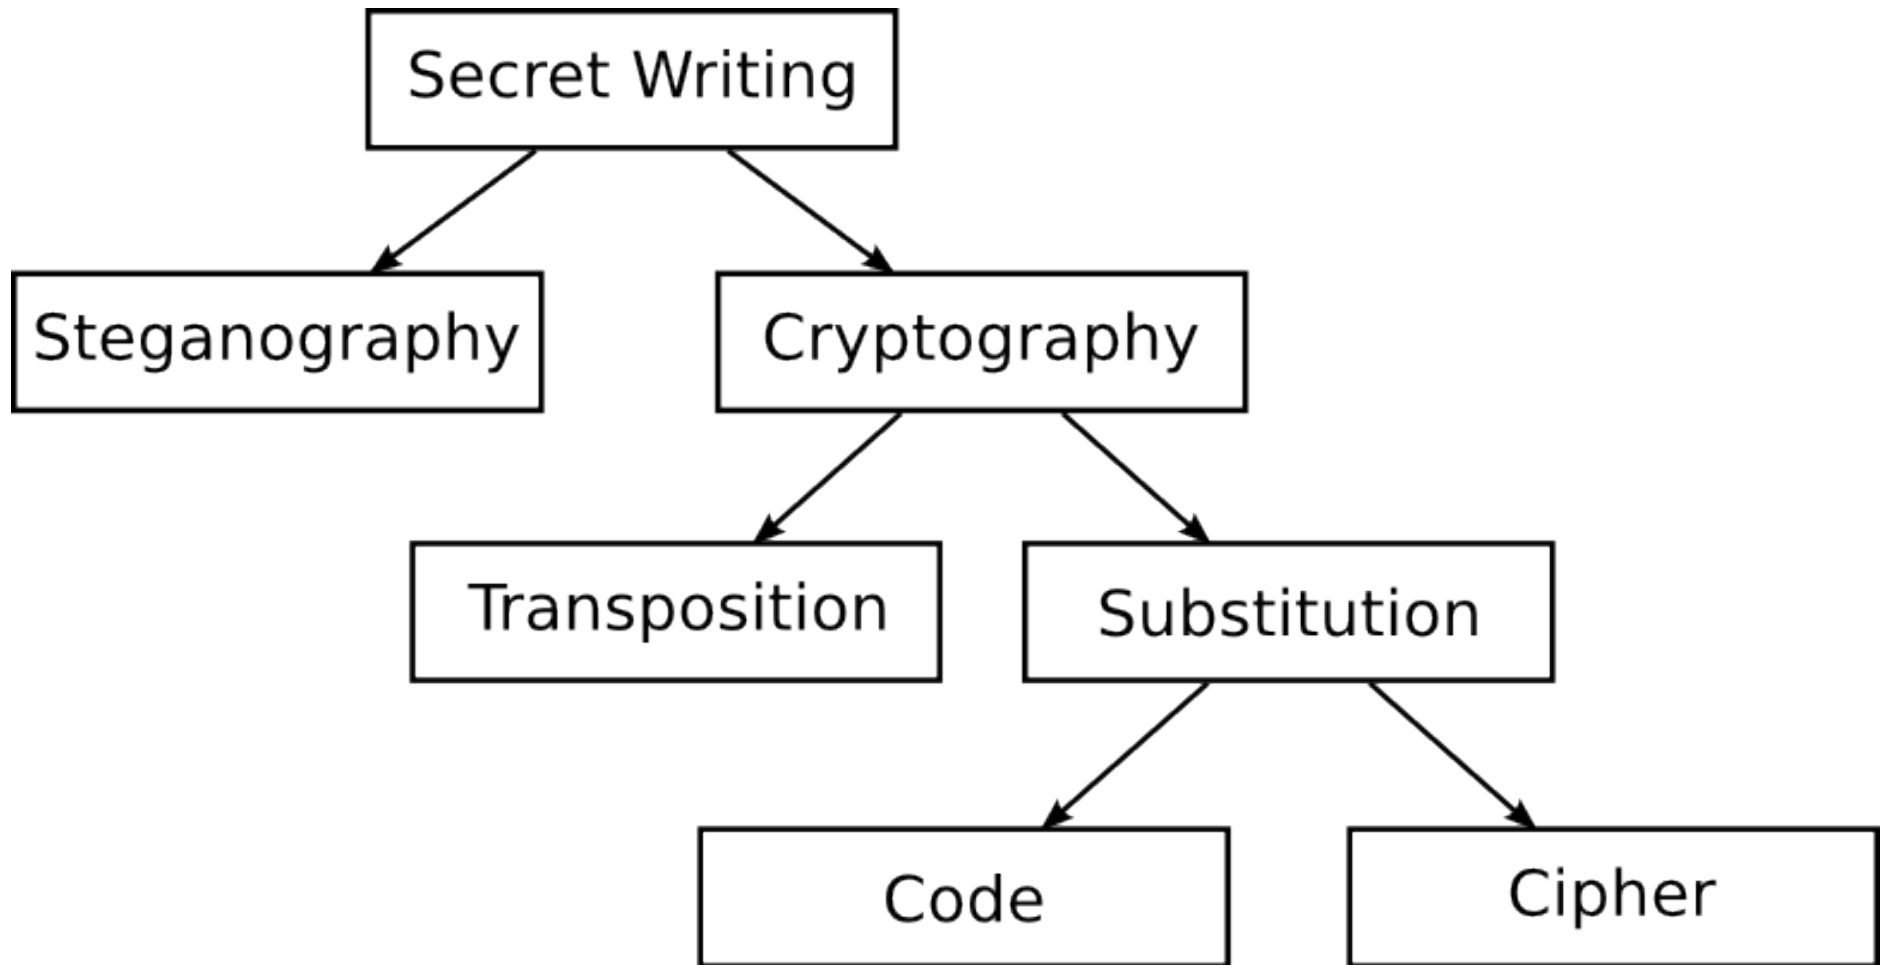 Secret Writing
Steganography
Cryptography
Transposition
Substitution
Code
Cipher